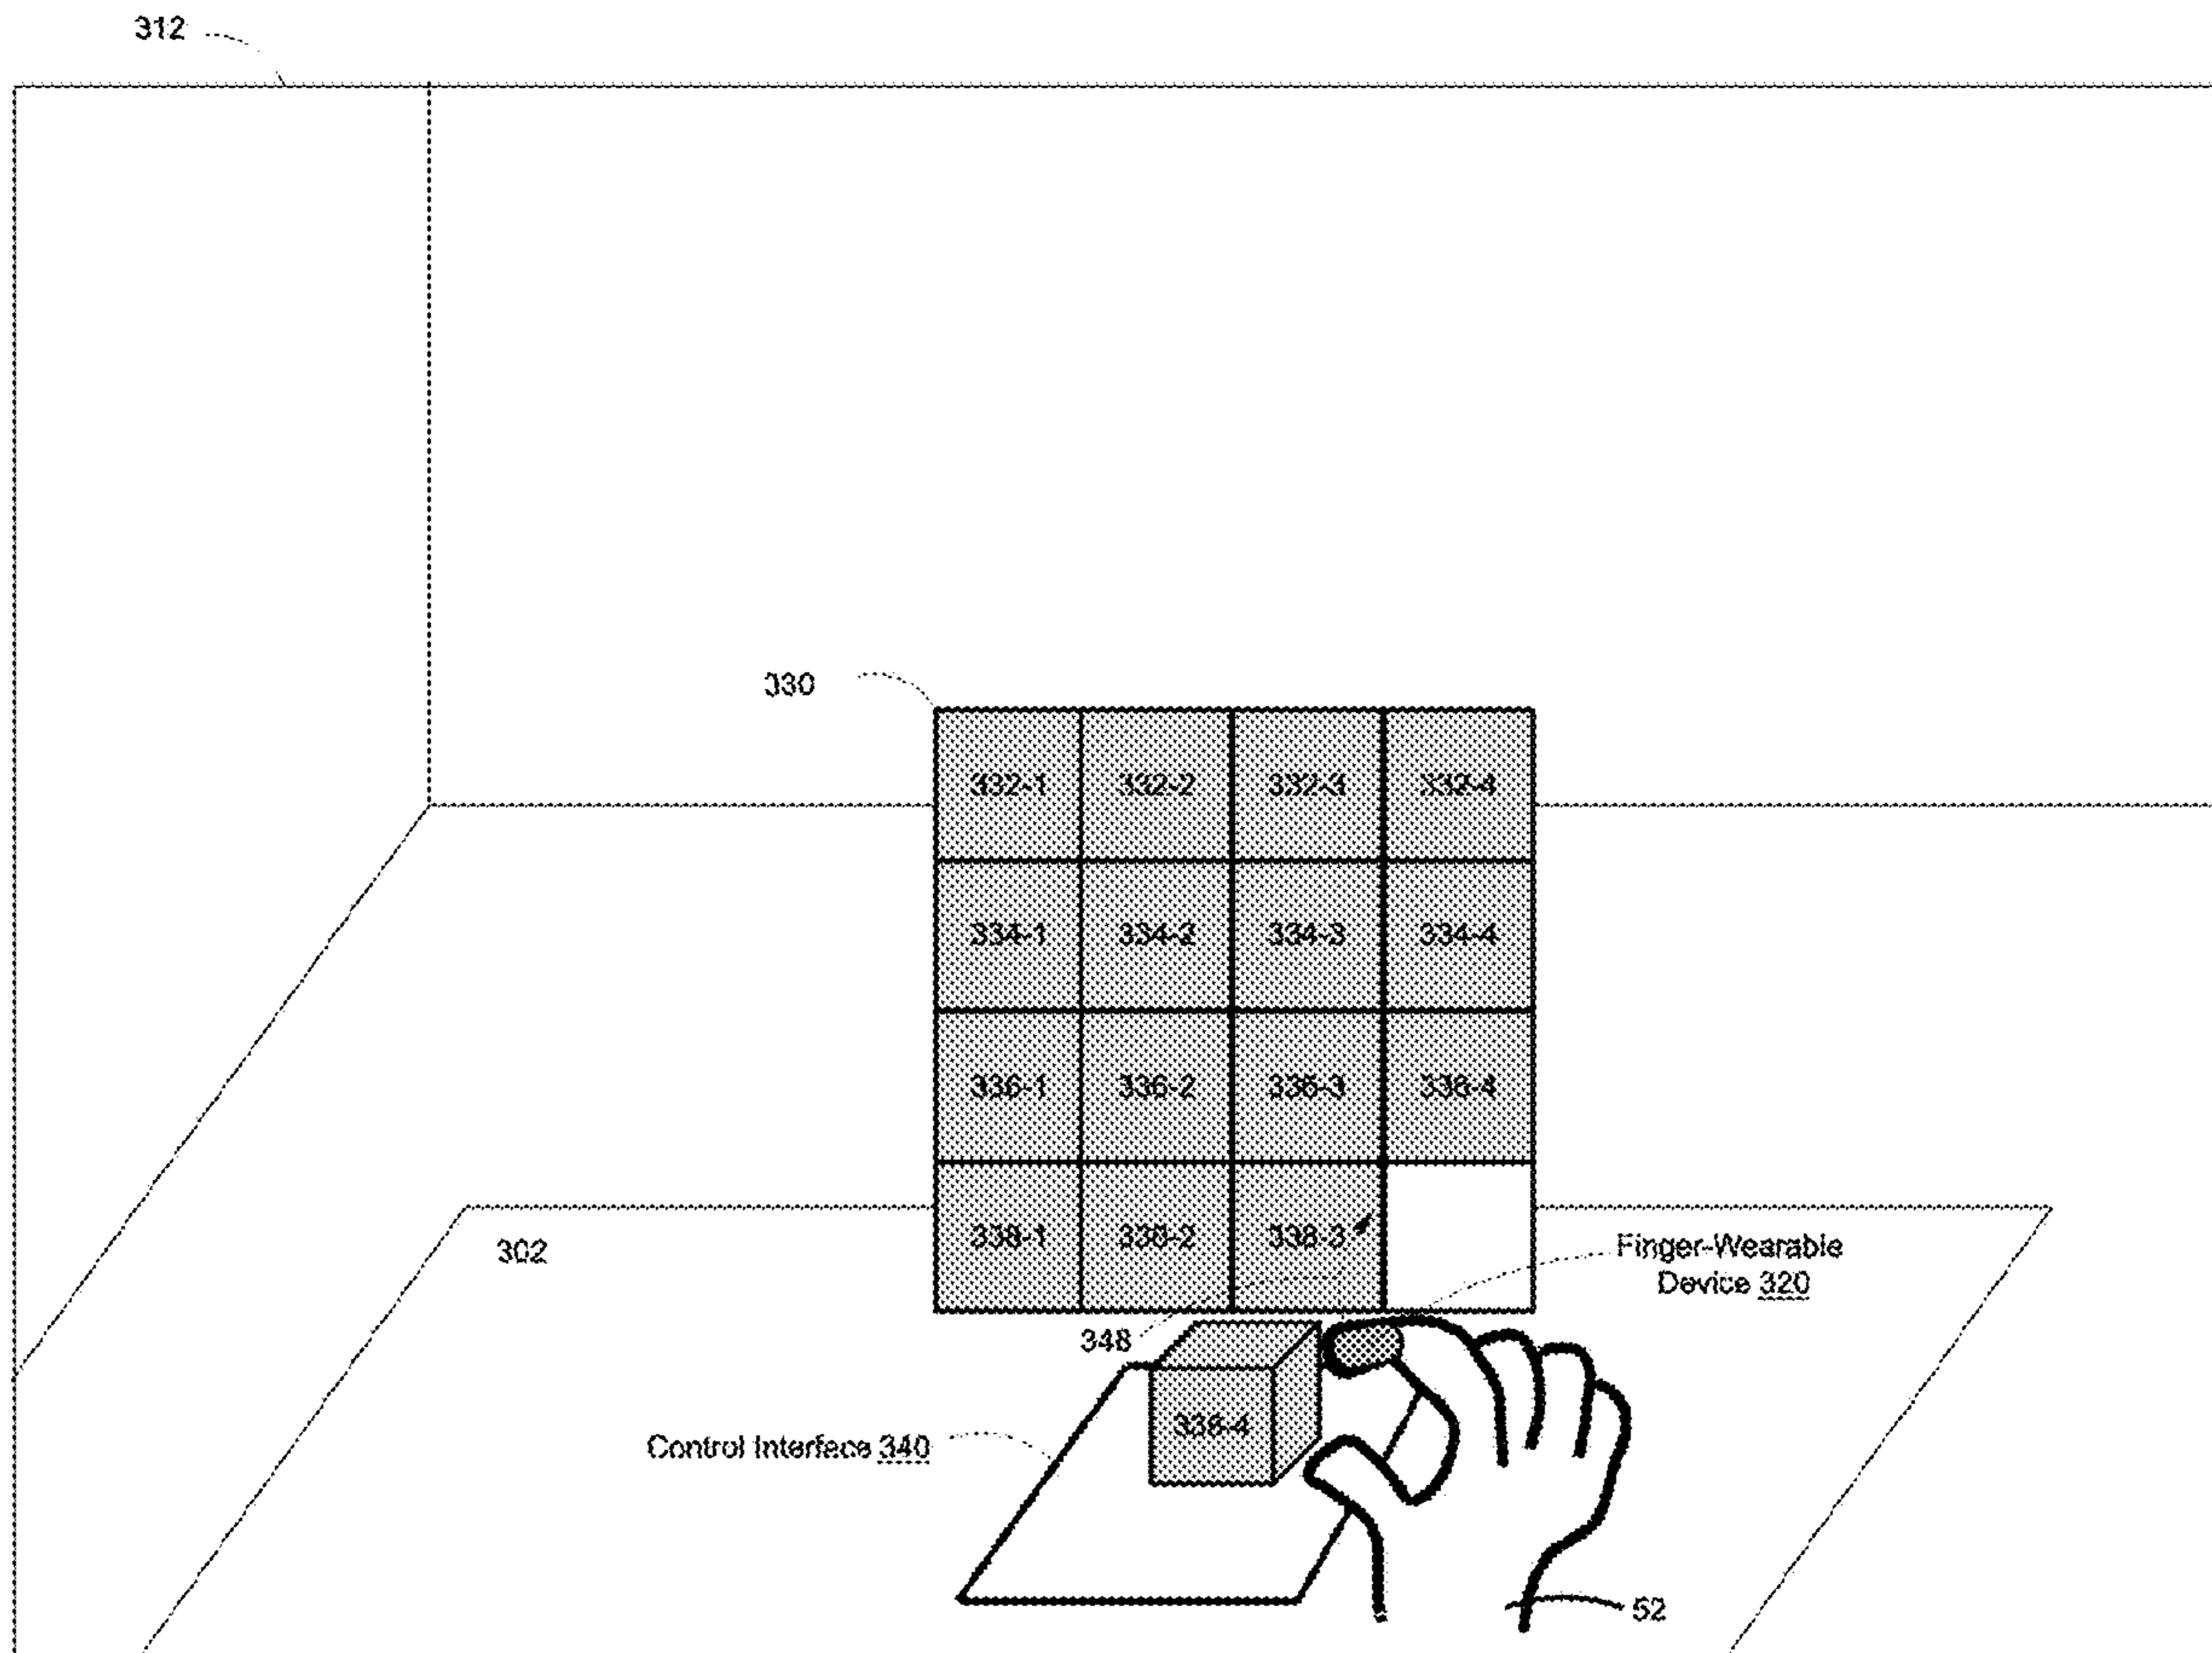 312
330
332-1 332-2 332-3 332-4
334-1 334-2 334-3 334-4
336-1 336-2 336-3 336-4
338-1 338-2 338-3
302
Finger-Wearable
Device 320
348
338-4
Control Interface 340
52